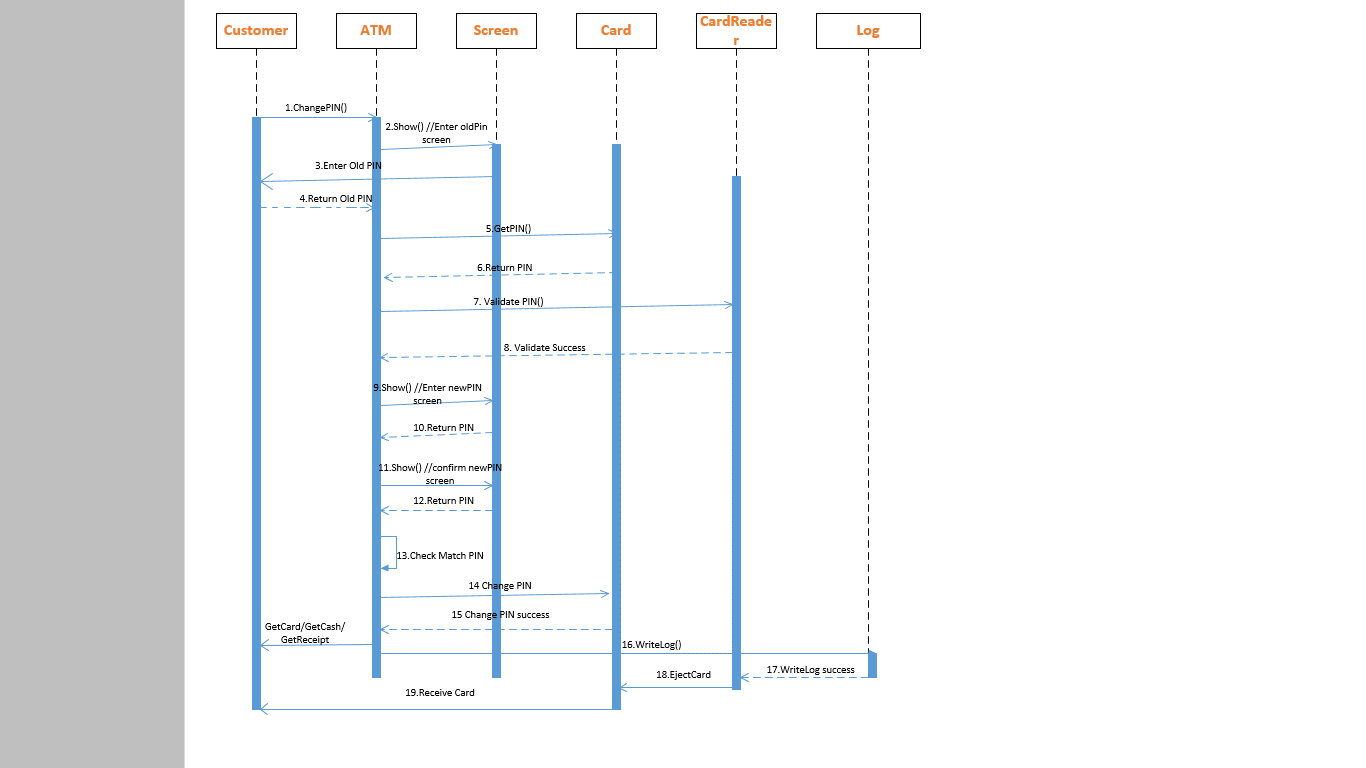 Customer
ATM
Screen
Card
CardReade
r
Log
1.ChangePIN()
2.Show() //Enter oldPin
screen
3.Enter Old PIN
4.Return Old PIN
5.GetPIN()
6.Return PIN
7. Validate PIN()
8. Validate Success
9.Show() //Enter newPIN
screen
10.Return PIN
11.Show() //confirm newPIN
screen
12.Return PIN
13.Check Match PIN
14 Change PIN
15 Change PIN success
GetCard/GetCash/
GetReceipt
16.WriteLog()
17.WriteLog success
18.EjectCard
19.Receive Card